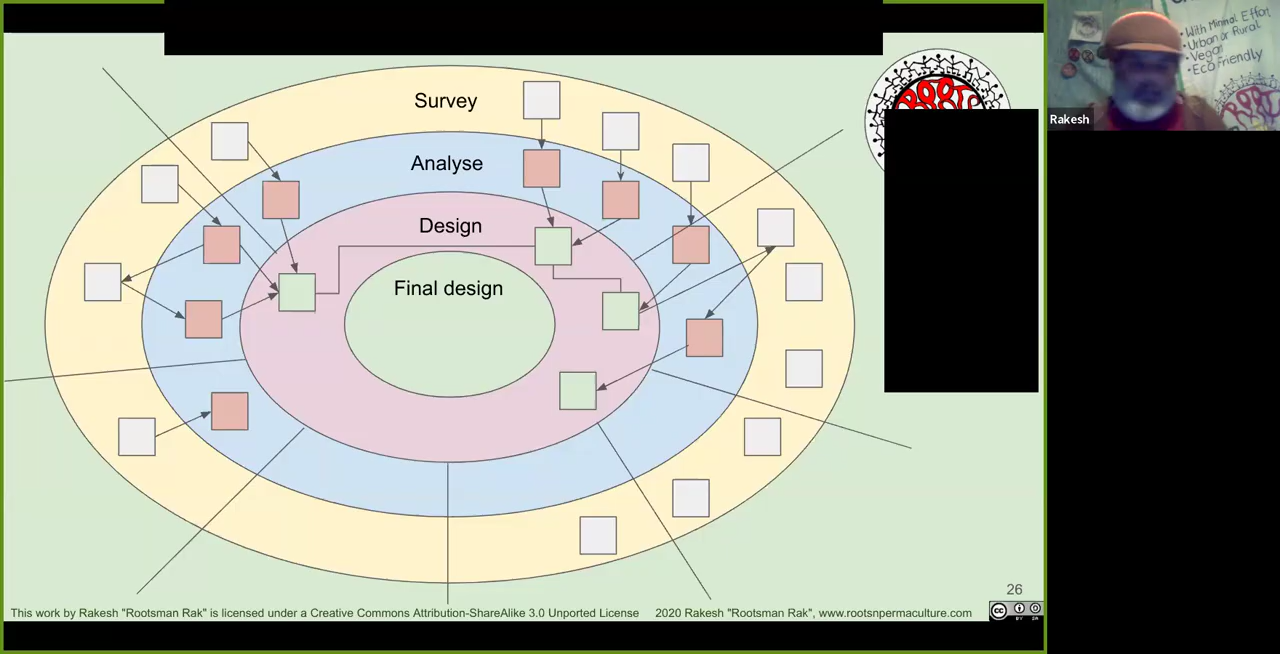 Survey
Analyse
Design
Final design
26
This work by Rakesh "Rootsman Rak" is licensed under a Creative Commons Attribution-ShareAlike 3.0 Unported License 2020 Rakesh "Rootsman Rak", www.rootsnpermaculture.com
Rakesh
• With Minimal Effort
• Urban or Rural
• Vegan
• Eco Friendly